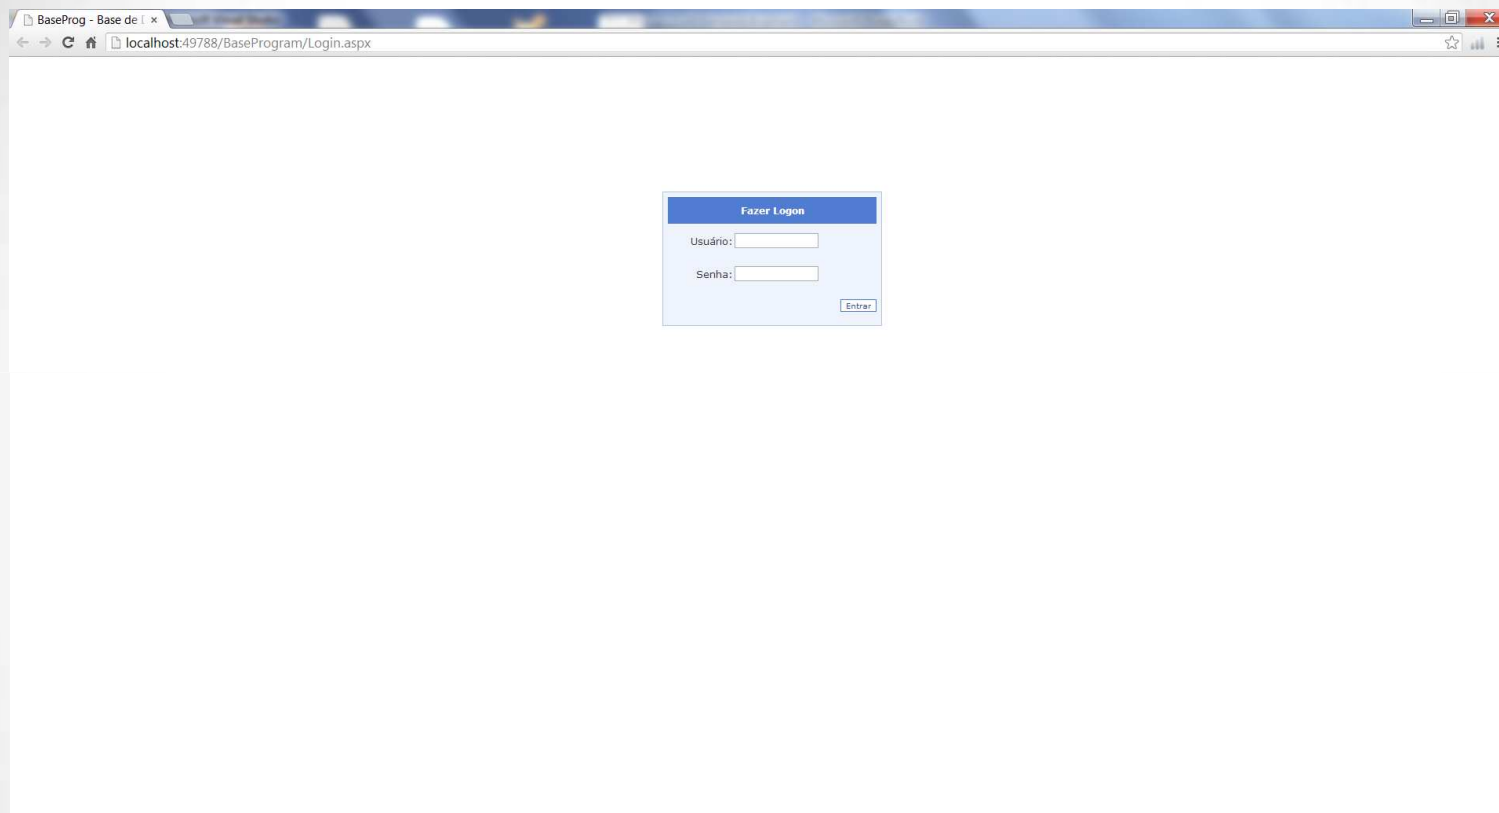 BaseProg - Base de
localhost:49788/BaseProgram/Login.aspx
Fazer Logon
Usuário:
Senha:
Entrar